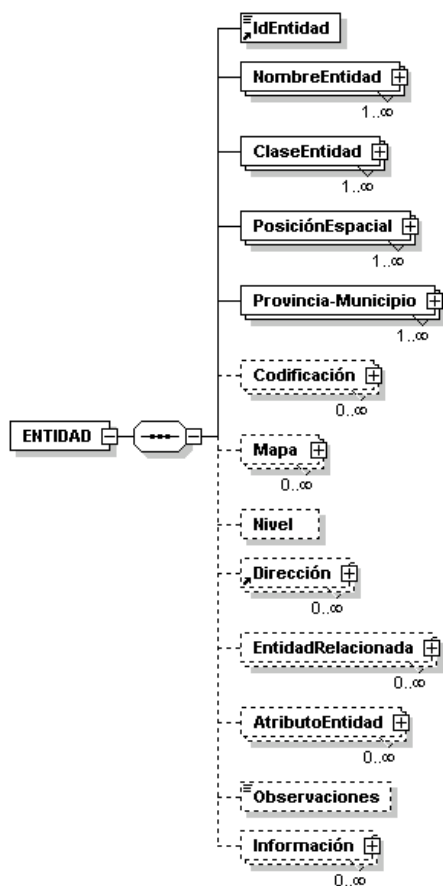 IdEntidad
NombreEntidad
1..∞
ClaseEntidad
1..∞
PosiciónEspacial
1..∞
Provincia-Municipio
1..∞
Codificación
0..∞
ENTIDAD
Mapa
0..∞
Nivel
Dirección
0..∞
EntidadRelacionada
0..∞
AtributoEntidad
0..∞
Observaciones
Información
0..∞